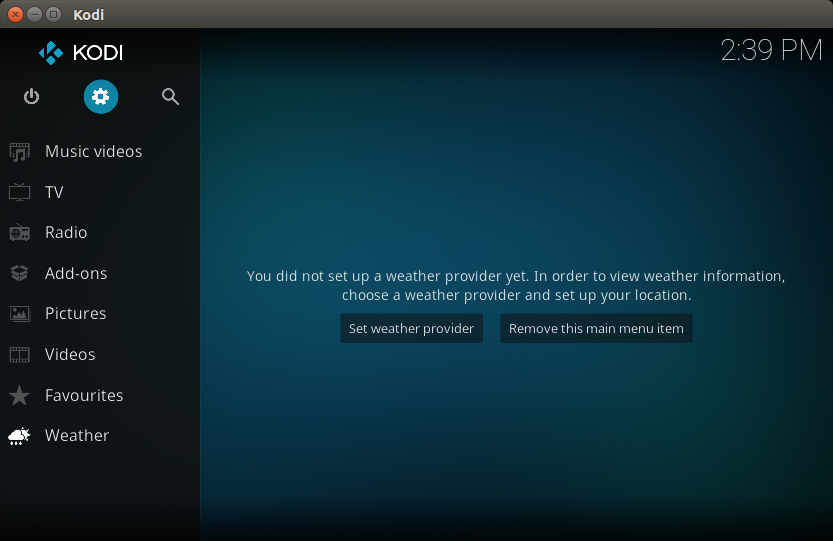 Kodi
KODI
2:39 PM
Music videos
TV
Radio
Add-ons
Pictures
Videos
Favourites
Weather
You did not set up a weather provider yet. In order to view weather information,
choose a weather provider and set up your location.
Set weather provider
Remove this main menu item